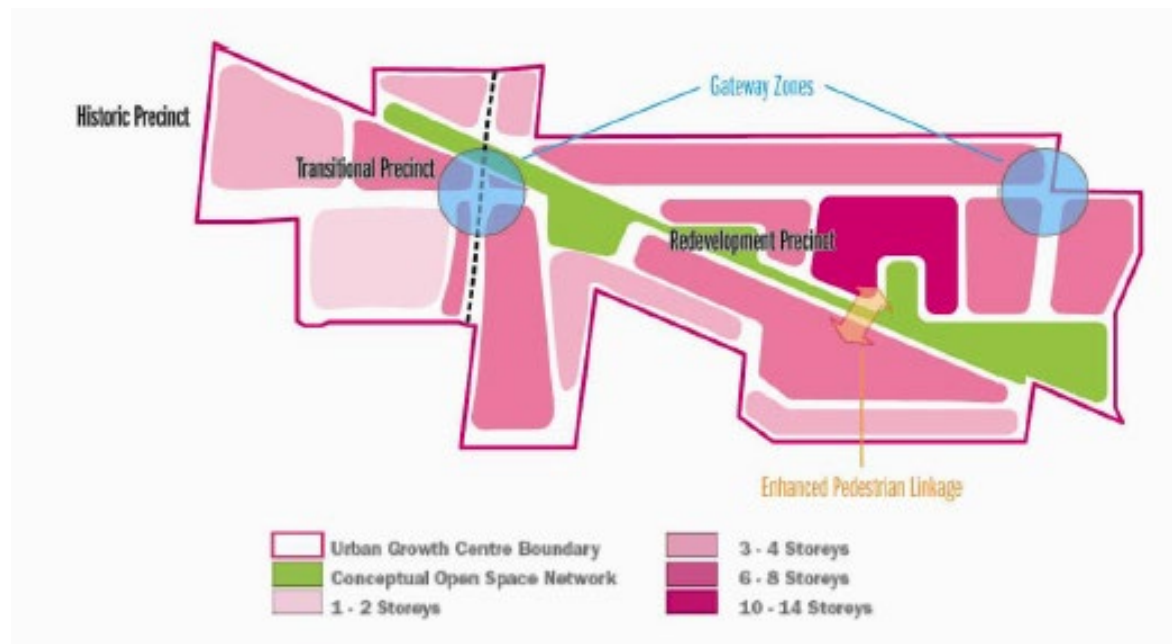 Gateway Zones
Historic Precinct
Transitional Precinct
Redevelopment Precinct
Enhanced Pedestrian Linkage
Urban Growth Centre Boundary
Conceptual Open Space Network
1 - 2 Storeys
3 - 4 Storeys
6 - 8 Storeys
10 - 14 Storeys